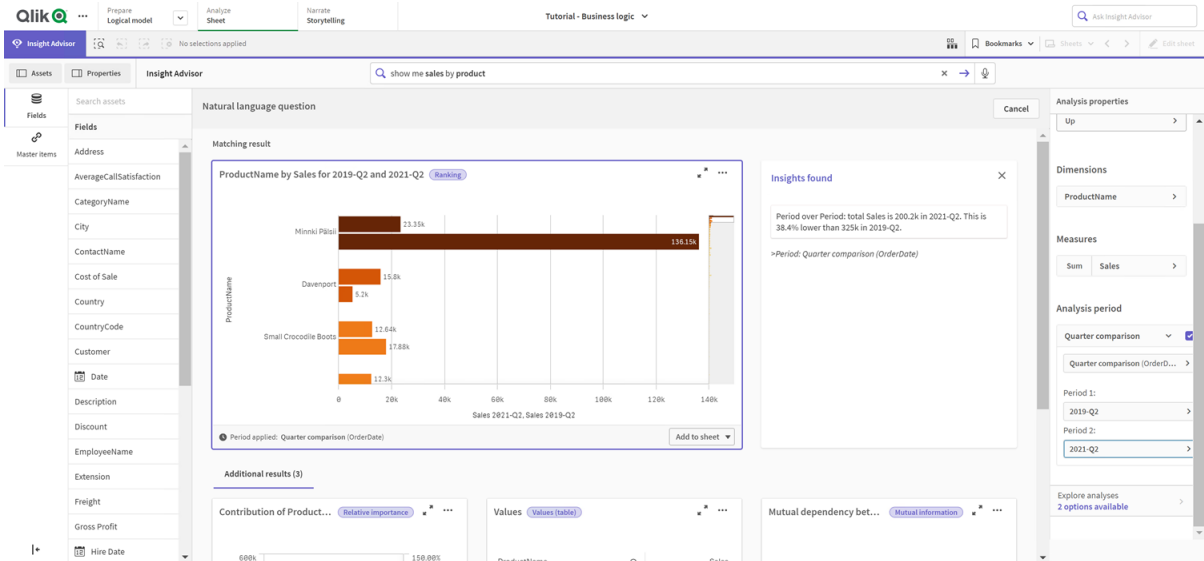 Qlik
Prepare
Logical model
Analyze
Sheet
Narrate
Storytelling
Tutorial - Business logic
Ask Insight Advisor
Insight Advisor
No selections applied
Bookmarks
Sheets
Edit sheet
Assets
Properties
Insight Advisor
show me sales by product
Fields
Master items
Search assets
Fields
Address
AverageCallSatisfaction
CategoryName
City
ContactName
Cost of Sale
Country
CountryCode
Customer
Date
Description
Discount
EmployeeName
Extension
Freight
Gross Profit
Hire Date
Natural language question
Cancel
Matching result
ProductName by Sales for 2019-Q2 and 2021-Q2 Ranking
ProductName
Minnki Pälsii
23.35k
136.15k
Davenport
15.8k
5.2k
Small Crocodile Boots
12.64k
17.88k
12.3k
0 20k 40k 60k 80k 100k 120k 140k
Sales 2021-Q2, Sales 2019-Q2
Period applied: Quarter comparison (OrderDate)
Add to sheet
Insights found
Period over Period: total Sales is 200.2k in 2021-Q2. This is
38.4% lower than 325k in 2019-Q2.
>Period: Quarter comparison (OrderDate)
Additional results (3)
Contribution of Product... Relative importance
600k
150.00%
Values Values (table)
ProductName
Sales
Mutual dependency bet... Mutual information
Analysis properties
Up
Dimensions
ProductName
Measures
Sum Sales
Analysis period
Quarter comparison
Quarter comparison (OrderD...
Period 1:
2019-Q2
Period 2:
2021-Q2
Explore analyses
2 options available